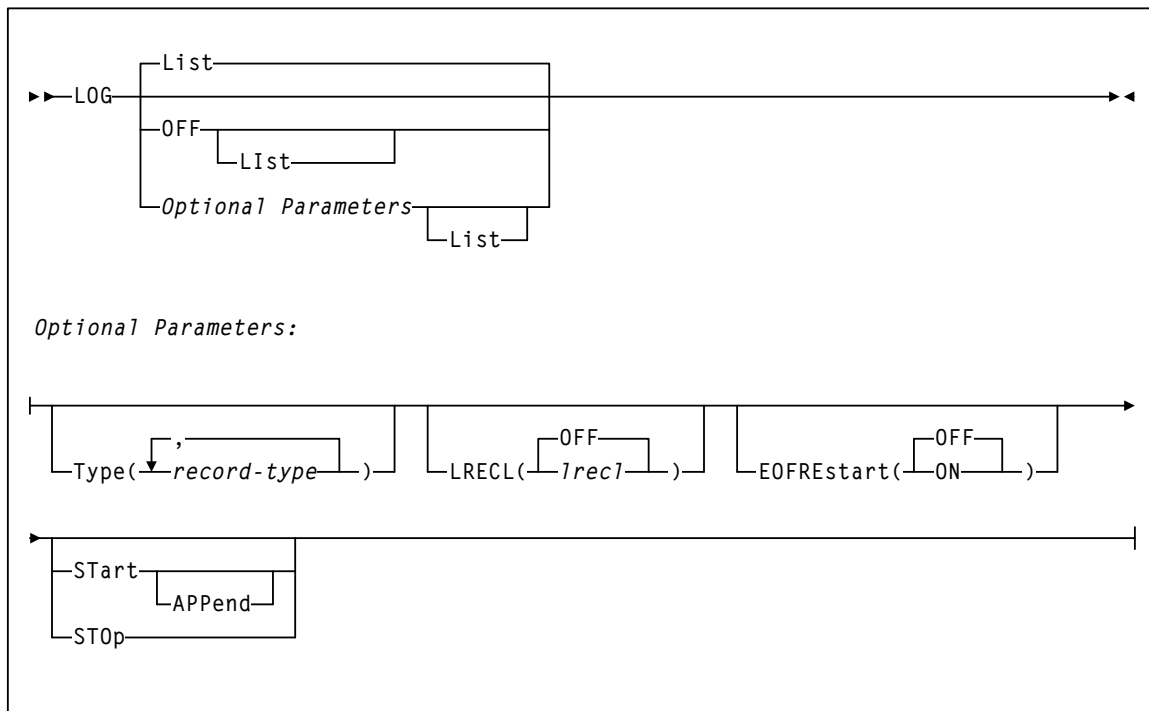 List
LOG
OFF
LIst
Optional Parameters
List
Optional Parameters:
, OFF OFF
Type( record-type ) LRECL( lrecl ) EOFREstart( ON )
STart
APPend
STOp